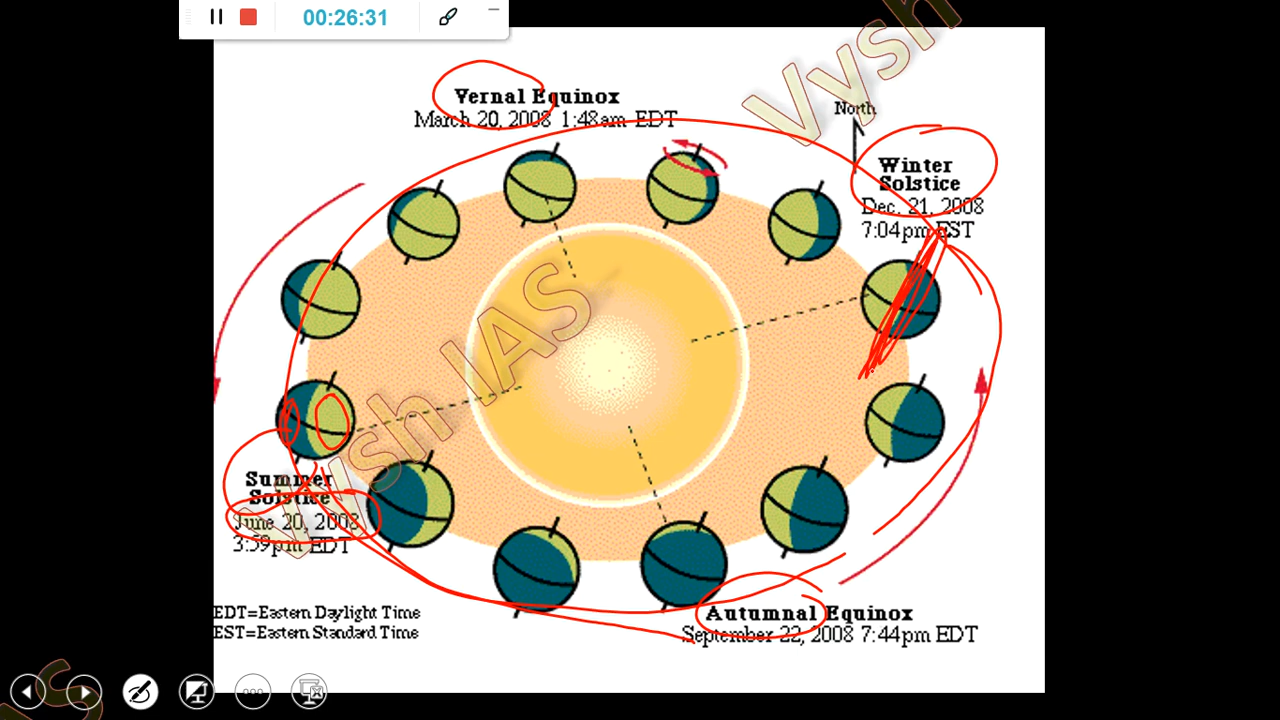 00:26:31
Vernal Equinox
March 20, 2008 1:48am EDT
North
Winter
Solstice
Dec. 21, 2008
7:04pm EST
Summer
Solstice
June 20, 2008
3:59pm EDT
Autumnal Equinox
September 22, 2008 7:44pm EDT
EDT=Eastern Daylight Time
EST=Eastern Standard Time
Vysh IAS
Vysh